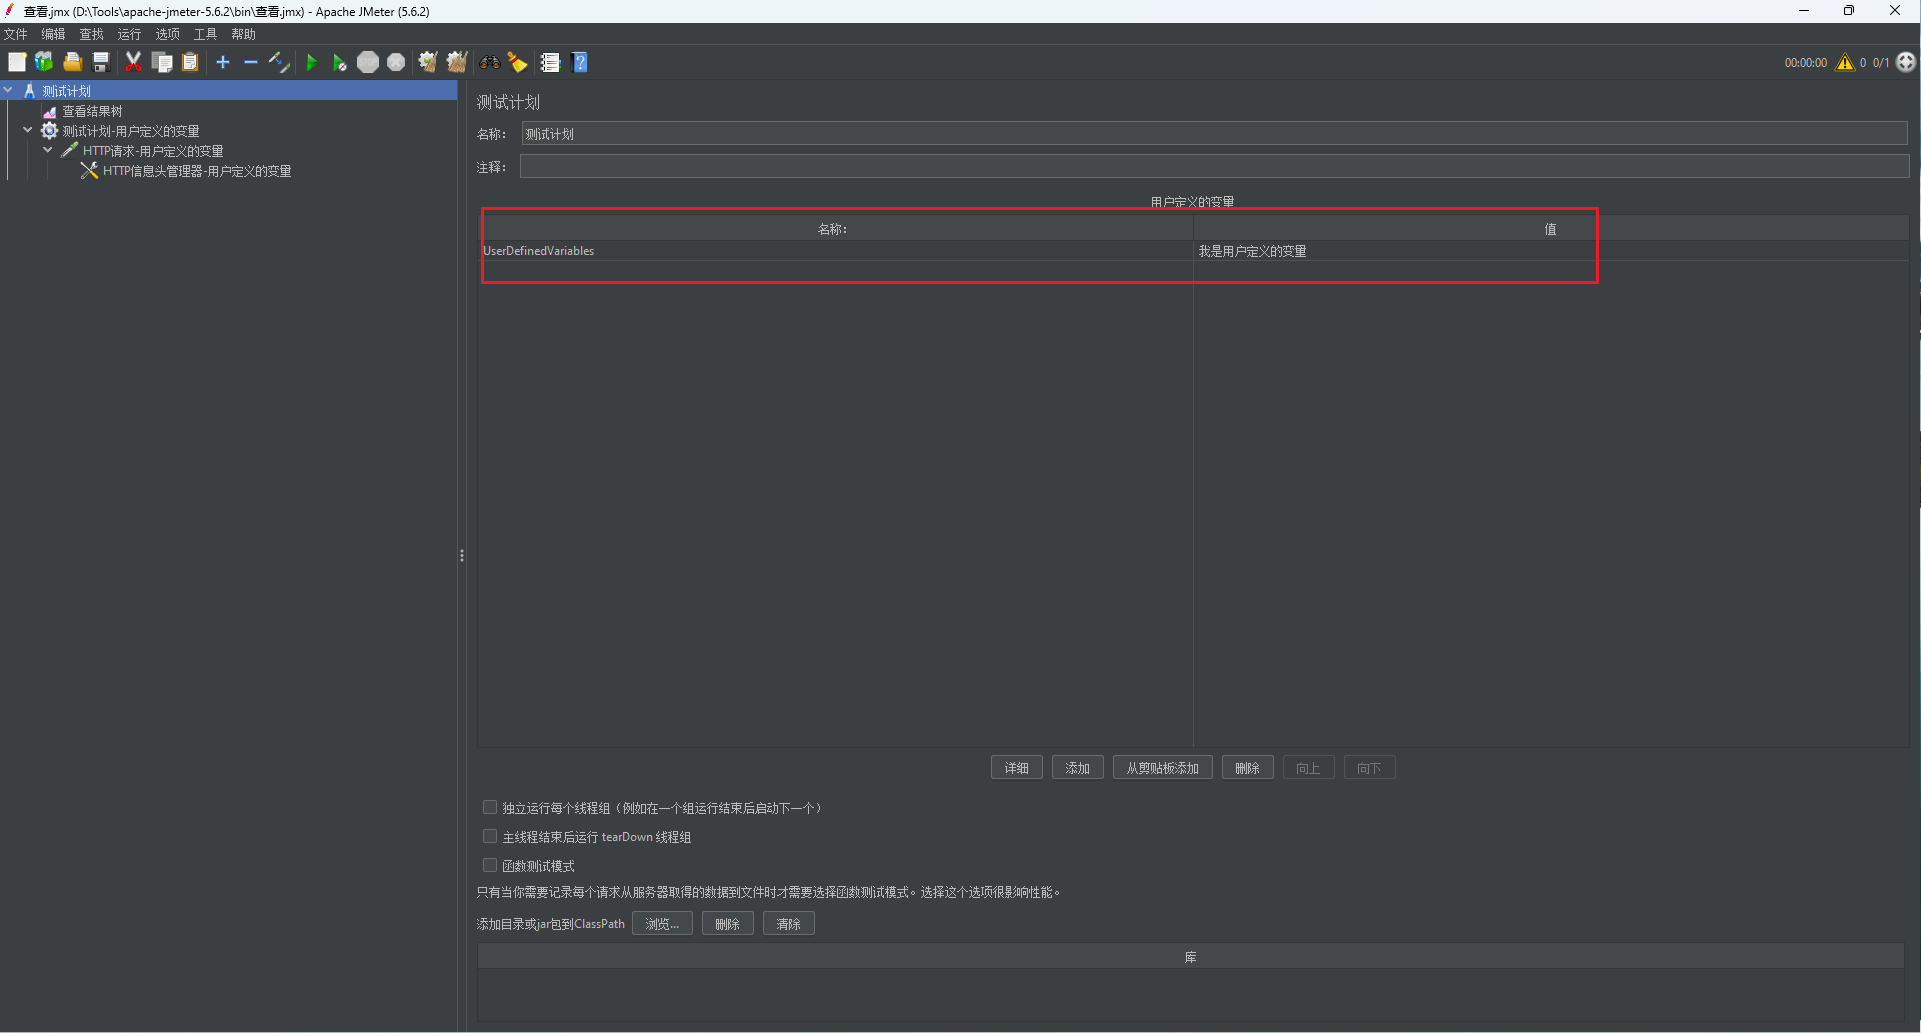 查看.jmx (D:\Tools\apache-jmeter-5.6.2\bin\查看.jmx) - Apache JMeter (5.6.2)
文件 编辑 查找 运行 选项 工具 帮助
STOP
00:00:00 0 0/1
测试计划
查看结果树
测试计划-用户定义的变量
HTTP请求-用户定义的变量
HTTP信息头管理器-用户定义的变量
测试计划
名称： 测试计划
注释：
用户定义的变量
名称： 值
UserDefinedVariables 我是用户定义的变量
详细 添加 从剪贴板添加 删除 向上 向下
独立运行每个线程组（例如在一个组运行结束后启动下一个）
主线程结束后运行 tearDown 线程组
函数测试模式
只有当你需要记录每个请求从服务器取得的数据到文件时才需要选择函数测试模式。选择这个选项很影响性能。
添加目录或jar包到ClassPath 浏览... 删除 清除
库